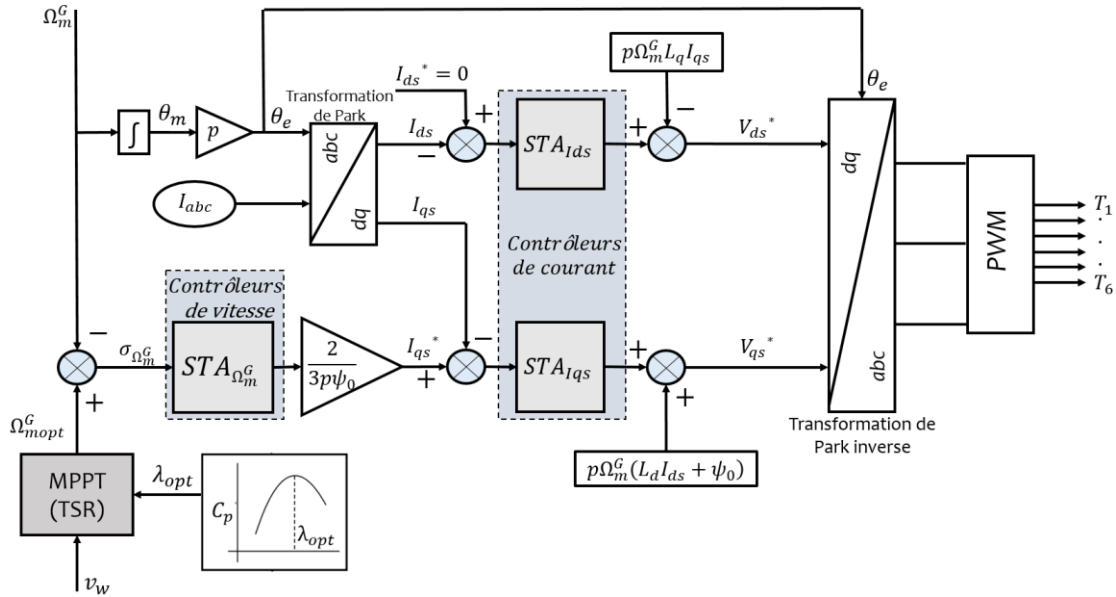 Ω_m^G
∫
θ_m
p
θ_e
Transformation
de Park
abc
dq
I_abc
I_ds* = 0
I_ds
I_qs
+
−
STA_Ids
pΩ_m^G L_q I_qs
+
−
V_ds*
θ_e
dq
abc
Transformation de
Park inverse
PWM
T_1
.
.
T_6
Contrôleurs
de courant
Contrôleurs
de vitesse
−
+
σ_Ω_m^G
STA_Ω_m^G
2
3pψ_0
I_qs*
−
+
STA_Iqs
+
+
V_qs*
pΩ_m^G(L_d I_ds + ψ_0)
Ω_mopt^G
MPPT
(TSR)
λ_opt
C_p
λ_opt
v_w